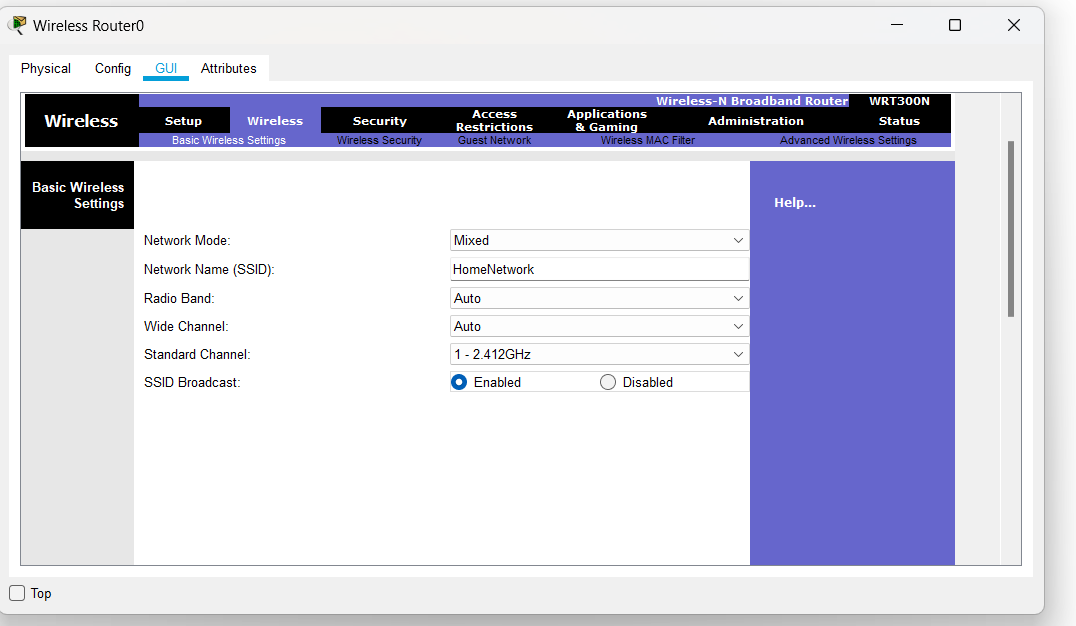 Wireless Router0
Physical Config GUI Attributes
Wireless-N Broadband Router WRT300N
Wireless
Setup Wireless Security Access Restrictions Applications & Gaming Administration Status
Basic Wireless Settings Wireless Security Guest Network Wireless MAC Filter Advanced Wireless Settings
Basic Wireless
Settings
Help...
Network Mode: Mixed
Network Name (SSID): HomeNetwork
Radio Band: Auto
Wide Channel: Auto
Standard Channel: 1 - 2.412GHz
SSID Broadcast: Enabled Disabled
Top